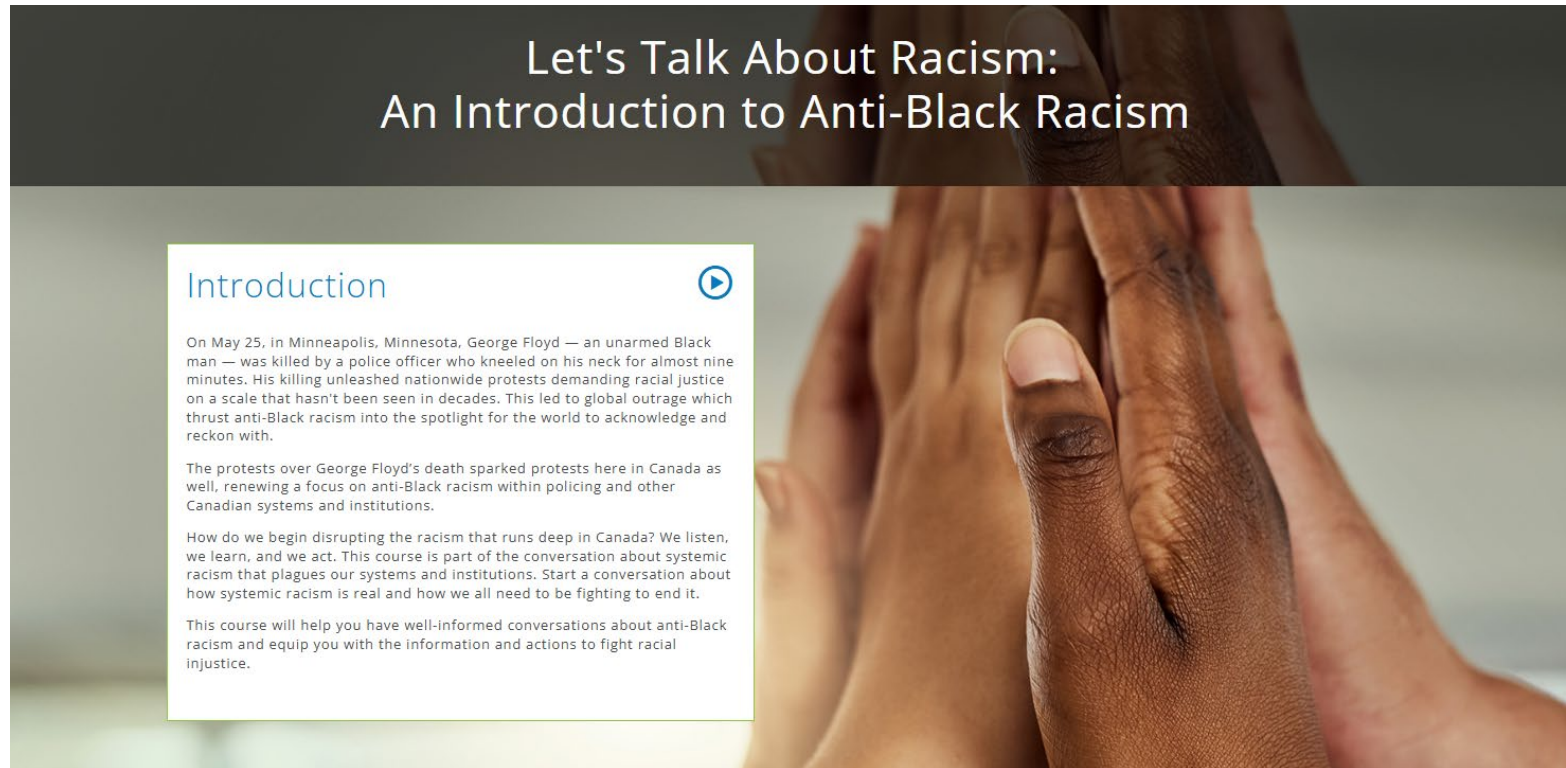 Let's Talk About Racism:
An Introduction to Anti-Black Racism
Introduction
On May 25, in Minneapolis, Minnesota, George Floyd — an unarmed Black
man — was killed by a police officer who kneeled on his neck for almost nine
minutes. His killing unleashed nationwide protests demanding racial justice
on a scale that hasn't been seen in decades. This led to global outrage which
thrust anti-Black racism into the spotlight for the world to acknowledge and
reckon with.
The protests over George Floyd’s death sparked protests here in Canada as
well, renewing a focus on anti-Black racism within policing and other
Canadian systems and institutions.
How do we begin disrupting the racism that runs deep in Canada? We listen,
we learn, and we act. This course is part of the conversation about systemic
racism that plagues our systems and institutions. Start a conversation about
how systemic racism is real and how we all need to be fighting to end it.
This course will help you have well-informed conversations about anti-Black
racism and equip you with the information and actions to fight racial
injustice.